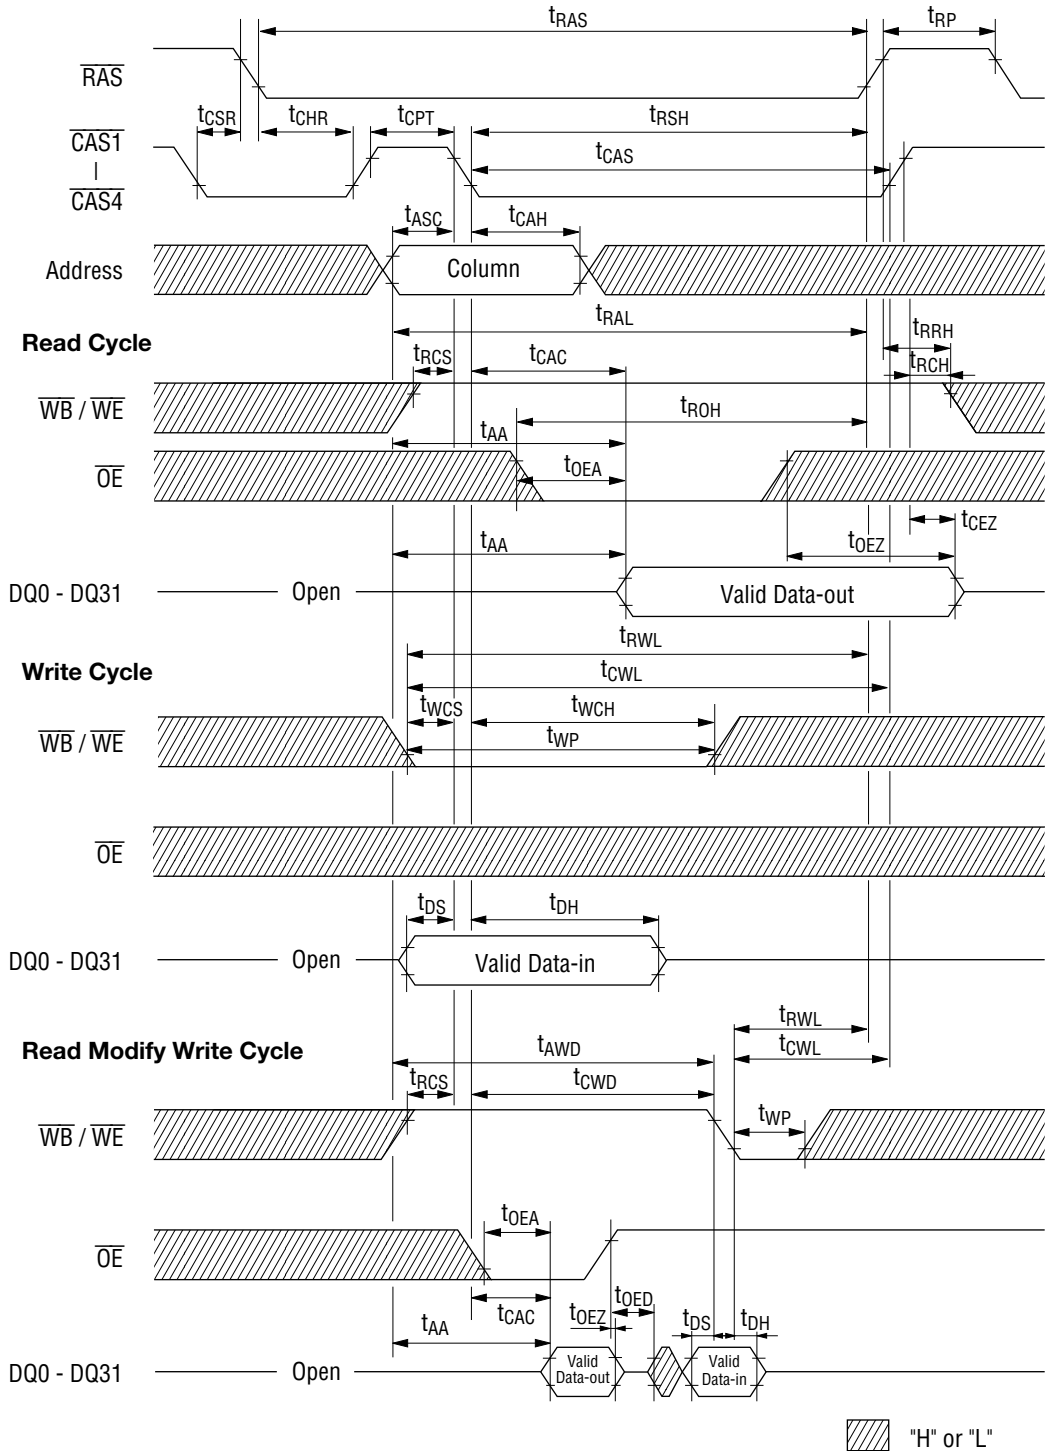 tRAS
tRP
RAS
tCSR
tCHR
tCPT
tRSH
CAS1
tCAS
CAS4
tASC
tCAH
Address
Column
tRAL
Read Cycle
tRRH
tRCS
tCAC
tRCH
WB / WE
tROH
tAA
OE
tOEA
tCEZ
tAA
tOEZ
DQ0 - DQ31
Open
Valid Data-out
tRWL
Write Cycle
tCWL
tWCS
tWCH
WB / WE
tWP
OE
tDS
tDH
DQ0 - DQ31
Open
Valid Data-in
tRWL
Read Modify Write Cycle
tAWD
tCWL
tRCS
tCWD
WB / WE
tWP
tOEA
OE
tCAC
tOED
tAA
tOEZ
tDS
tDH
DQ0 - DQ31
Open
Valid
Data-out
Valid
Data-in
"H" or "L"